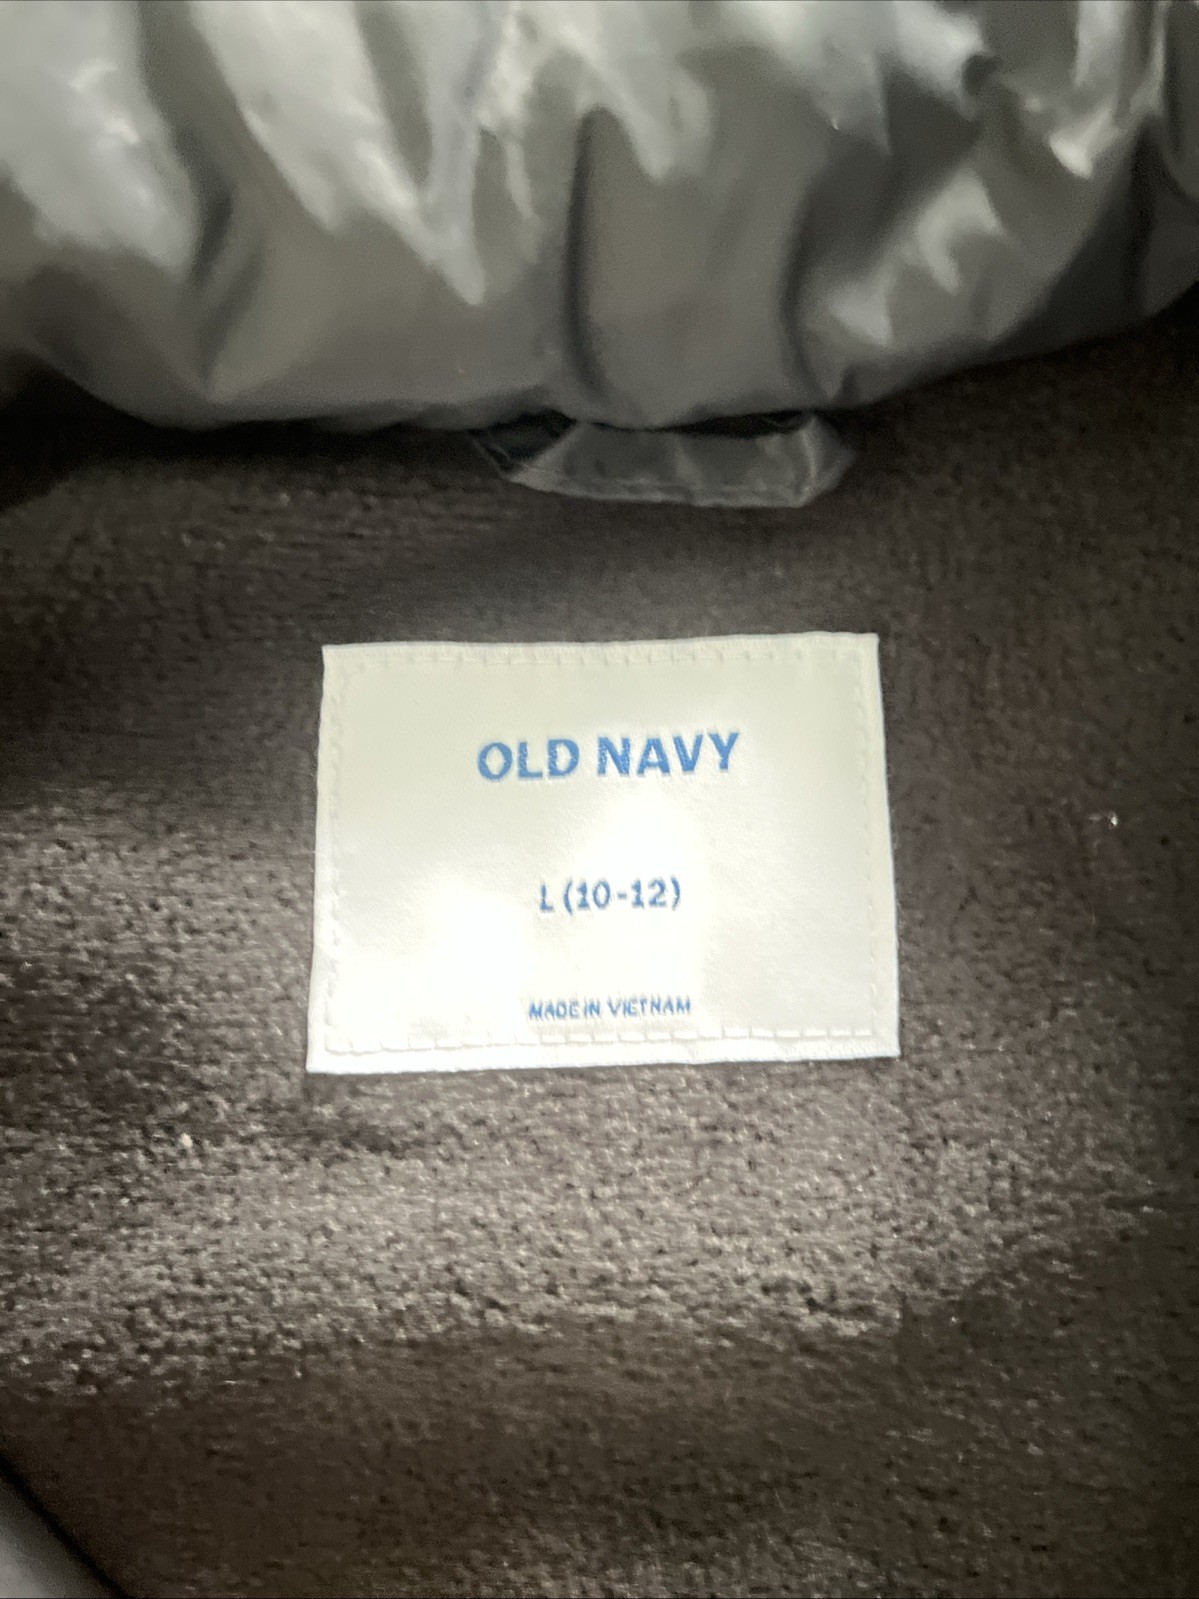 OLD NAVY
L (10-12)
MADE IN VIETNAM